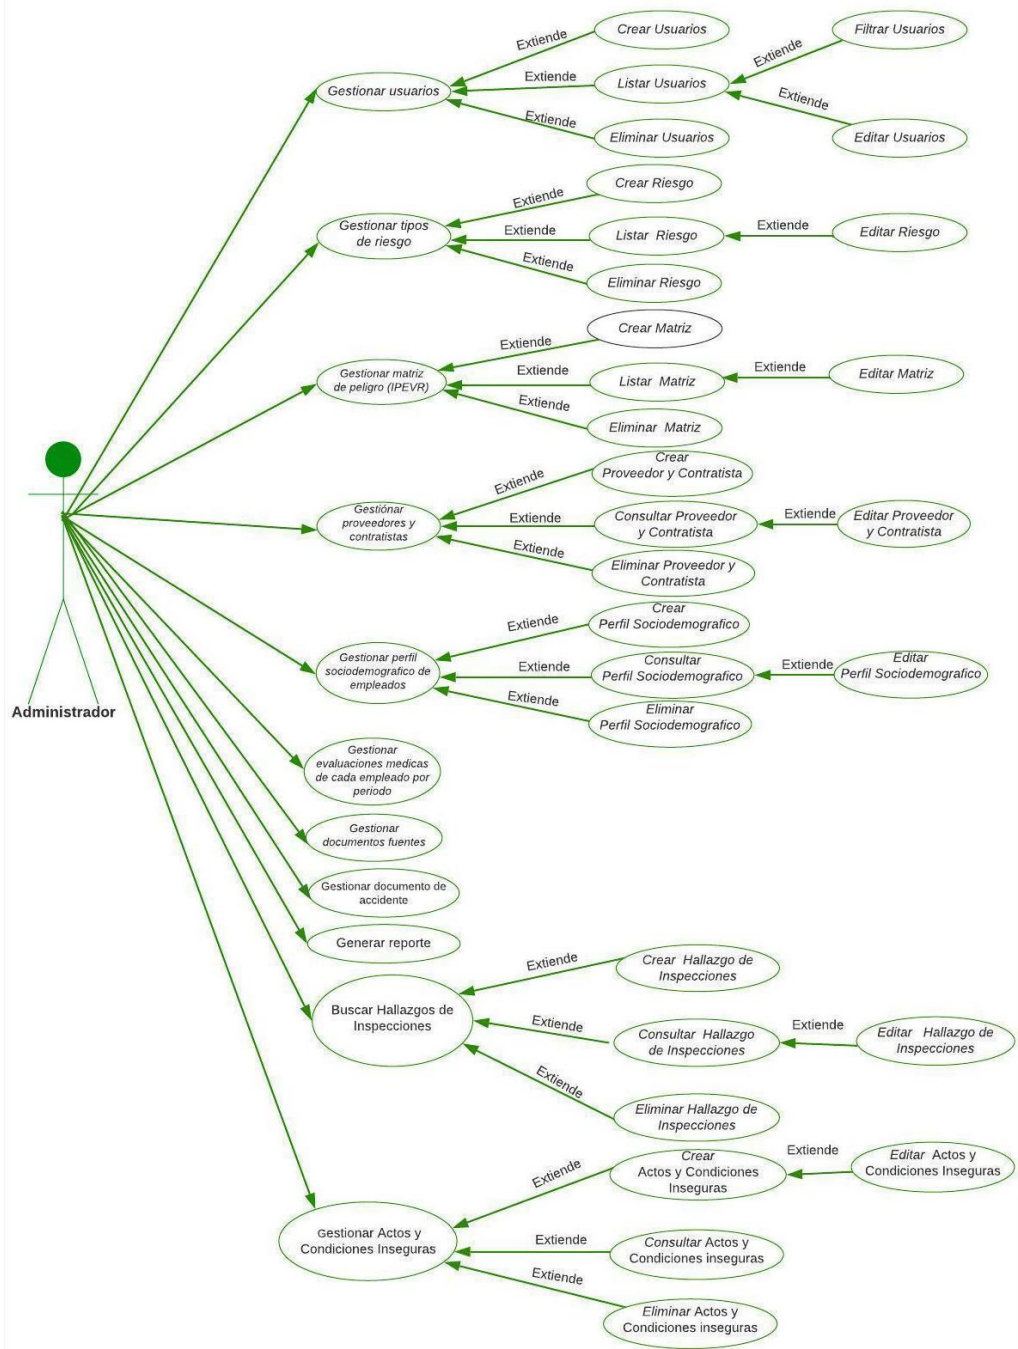 Extiende
Crear Usuarios
Filtrar Usuarios
Extiende
Gestionar usuarios
Extiende
Listar Usuarios
Extiende
Extiende
Eliminar Usuarios
Editar Usuarios
Crear Riesgo
Extiende
Gestionar tipos
de riesgo
Extiende
Listar Riesgo
Extiende
Editar Riesgo
Extiende
Eliminar Riesgo
Crear Matriz
Extiende
Gestionar matriz
de peligro (IPEVR)
Extiende
Listar Matriz
Extiende
Editar Matriz
Extiende
Eliminar Matriz
Crear
Proveedor y Contratista
Extiende
Gestiónar
proveedores y
contratistas
Extiende
Consultar Proveedor
y Contratista
Extiende
Editar Proveedor
y Contratista
Extiende
Eliminar Proveedor y
Contratista
Crear
Perfil Sociodemografico
Extiende
Gestionar perfil
sociodemografico de
empleados
Extiende
Consultar
Perfil Sociodemografico
Extiende
Editar
Perfil Sociodemografico
Extiende
Eliminar
Perfil Sociodemografico
Administrador
Gestionar
evaluaciones medicas
de cada empleado por
periodo
Gestionar
documentos fuentes
Gestionar documento de
accidente
Generar reporte
Extiende
Crear Hallazgo de
Inspecciones
Buscar Hallazgos de
Inspecciones
Extiende
Consultar Hallazgo
de Inspecciones
Extiende
Editar Hallazgo de
Inspecciones
Extiende
Eliminar Hallazgo de
Inspecciones
Extiende
Crear
Actos y Condiciones
Inseguras
Extiende
Editar Actos y
Condiciones Inseguras
Gestionar Actos y
Condiciones Inseguras
Extiende
Consultar Actos y
Condiciones inseguras
Extiende
Eliminar Actos y
Condiciones inseguras